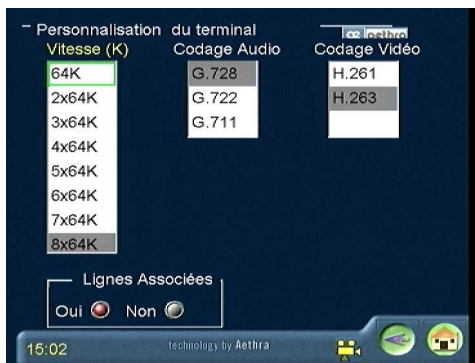 Personnalisation du terminal
aethra
Vitesse (K) Codage Audio Codage Vidéo
64K G.728 H.261
2x64K G.722 H.263
3x64K G.711
4x64K
5x64K
6x64K
7x64K
8x64K
Lignes Associées
Oui Non
15:02 technology by Aethra